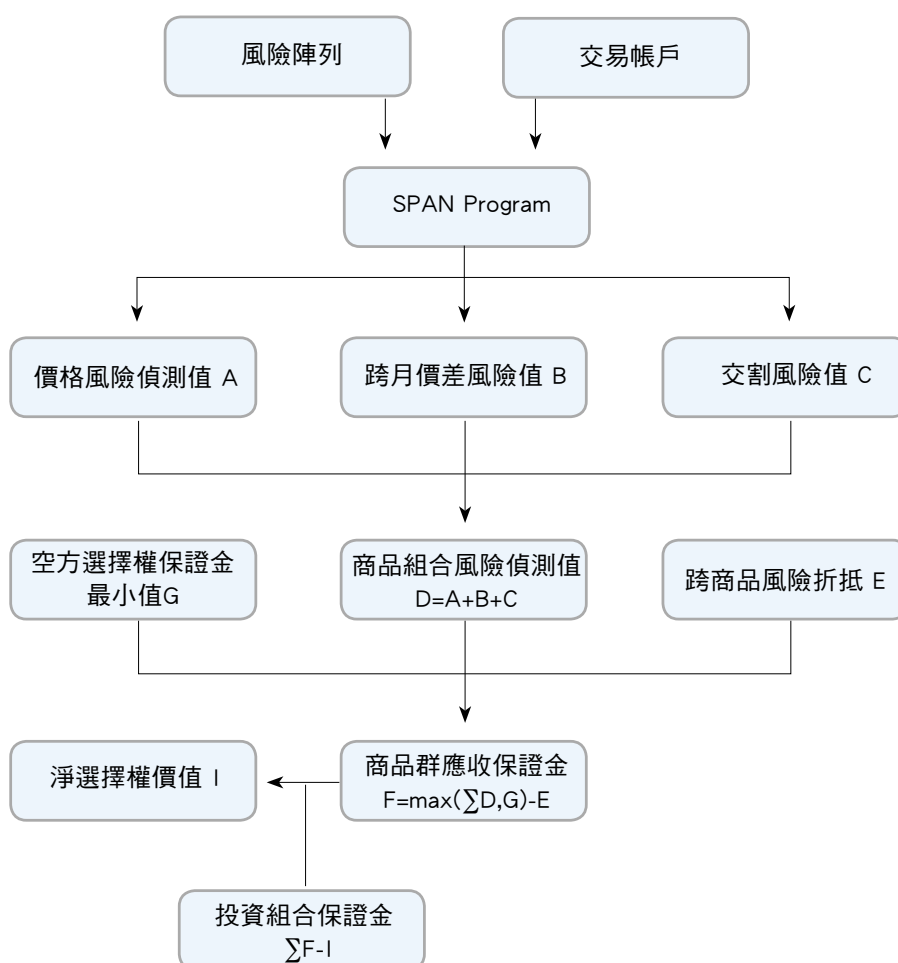 風險陣列
交易帳戶
SPAN Program
價格風險偵測值 A
跨月價差風險值 B
交割風險值 C
空方選擇權保證金
最小值G
商品組合風險偵測值
D=A+B+C
跨商品風險折抵 E
淨選擇權價值 I
商品群應收保證金
F=max(∑D,G)-E
投資組合保證金
∑F-I